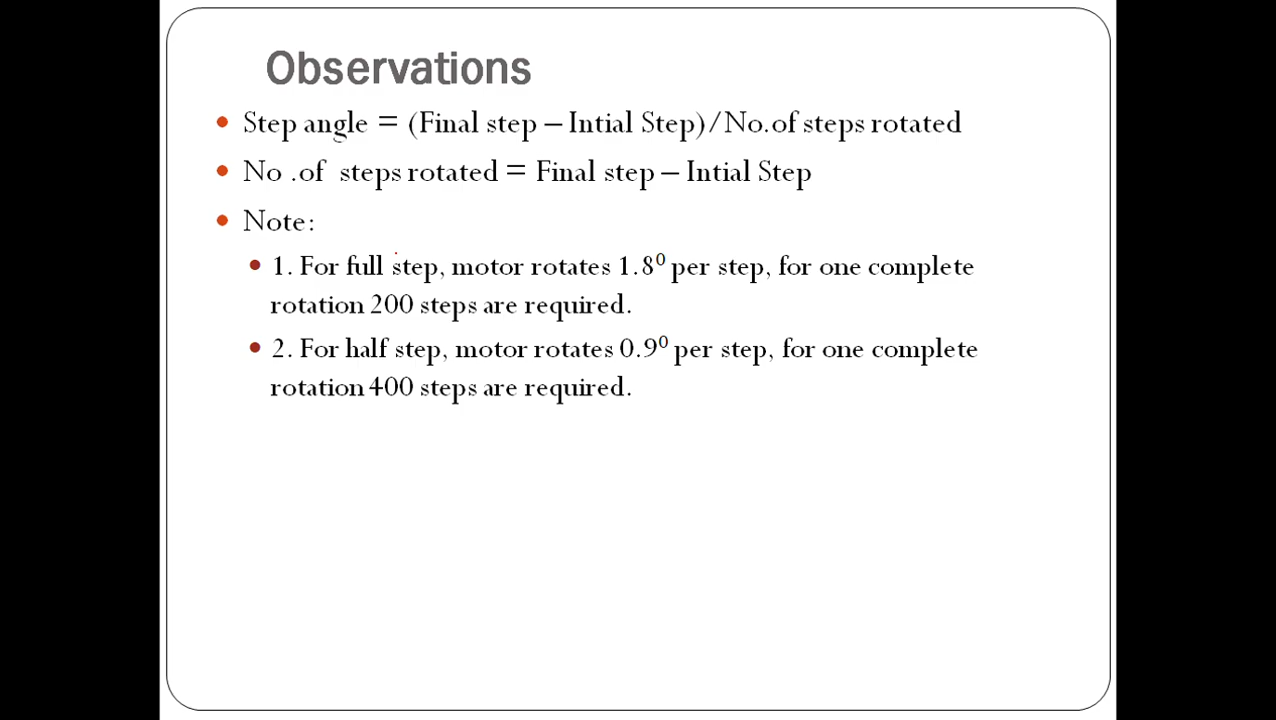 Observations
• Step angle = (Final step – Intial Step)/No.of steps rotated
• No .of steps rotated = Final step – Intial Step
• Note:
• 1. For full step, motor rotates 1.8⁰ per step, for one complete
rotation 200 steps are required.
• 2. For half step, motor rotates 0.9⁰ per step, for one complete
rotation 400 steps are required.